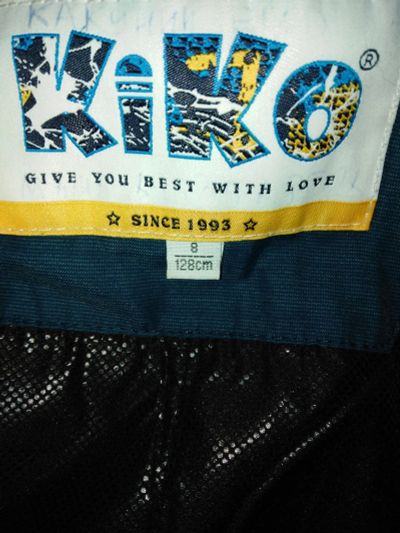 KiKo®
GIVE YOU BEST WITH LOVE
☆ SINCE 1993 ☆
8
128cm